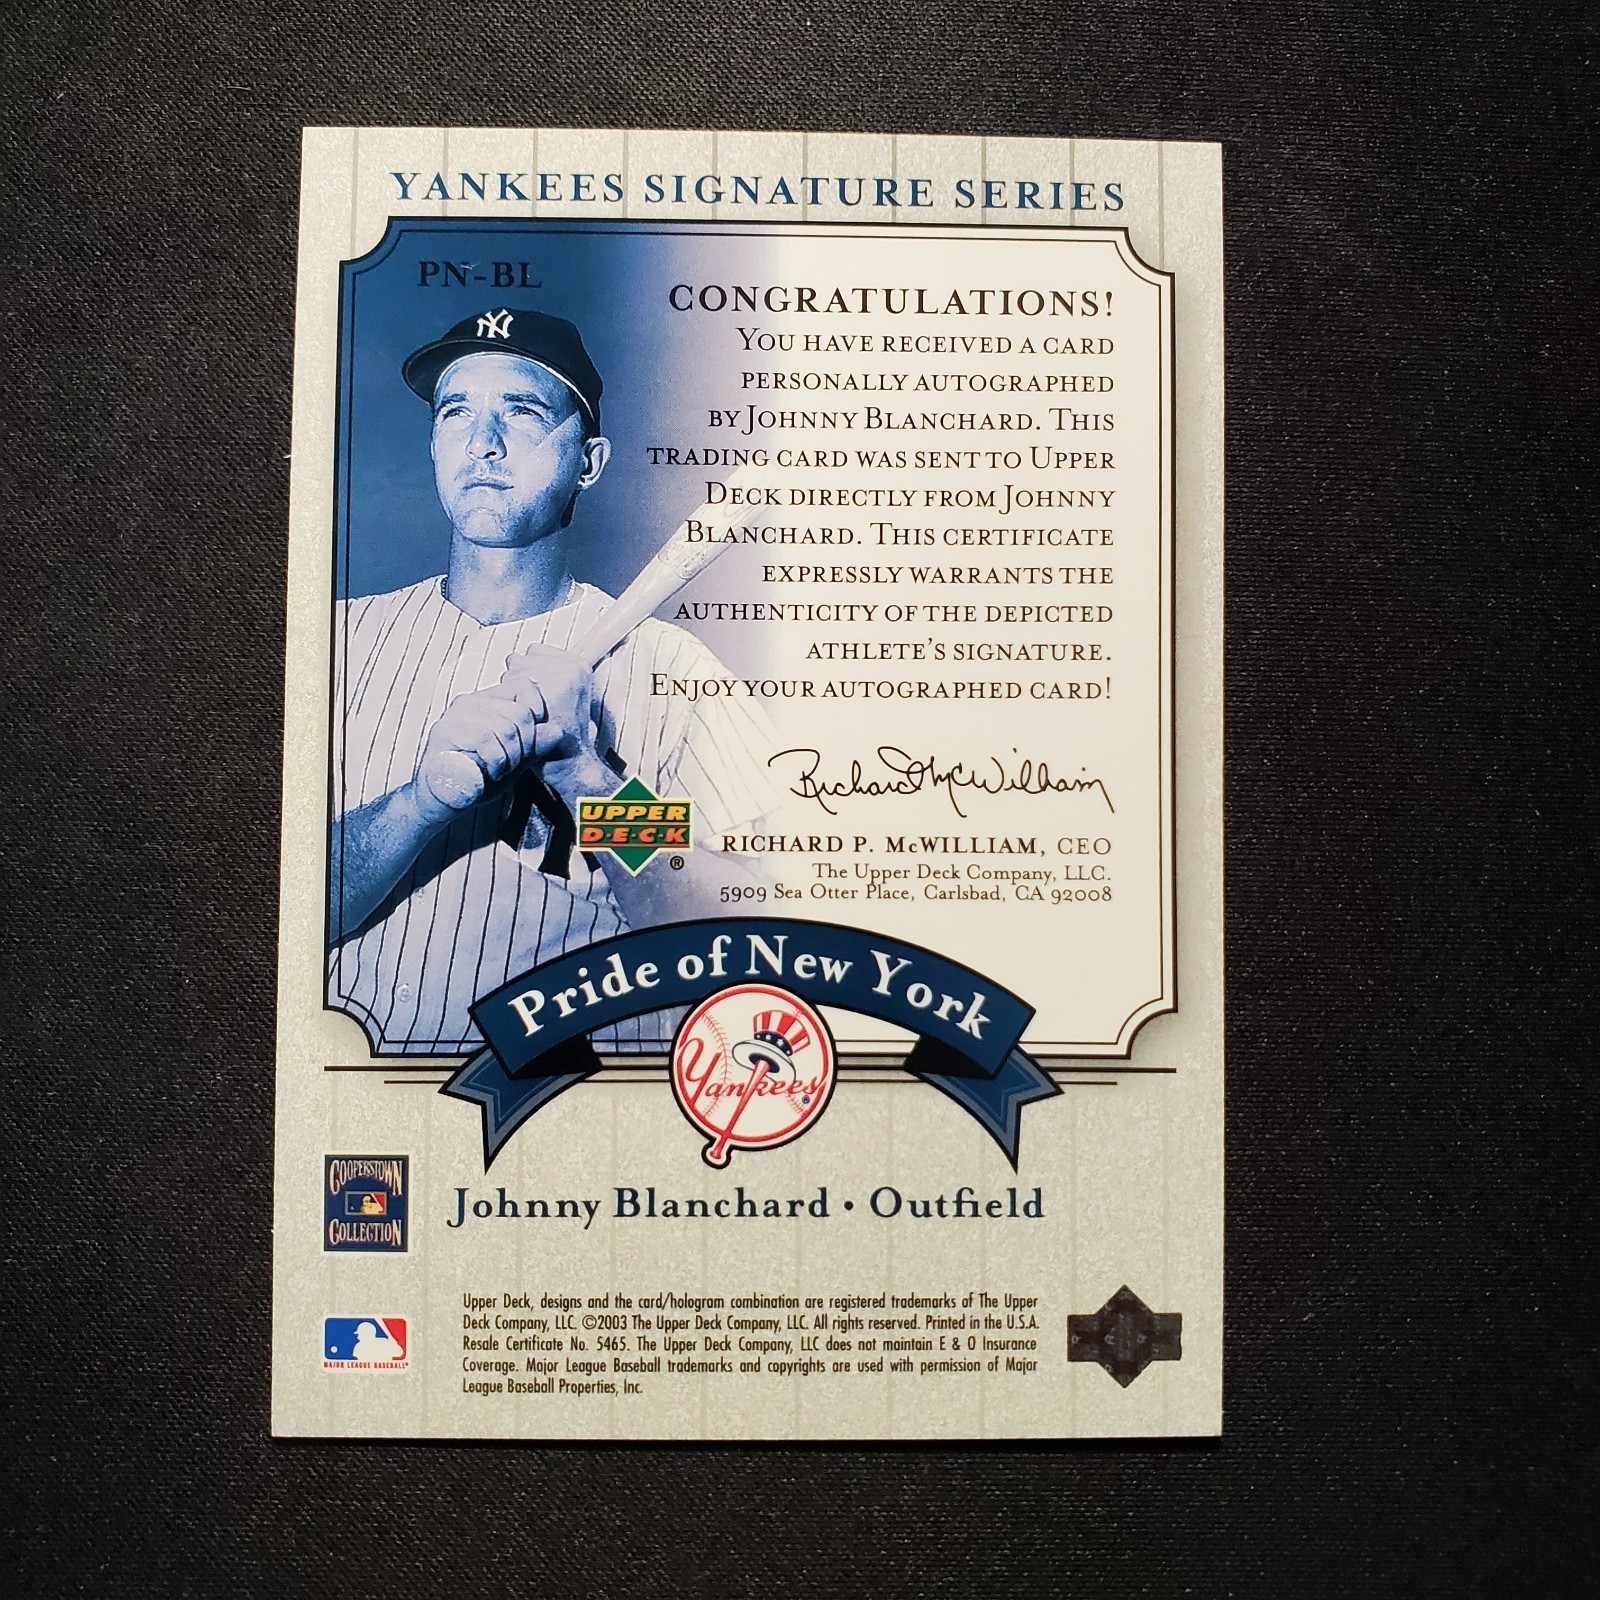 YANKEES SIGNATURE SERIES
PN-BL
NY
CONGRATULATIONS!
YOU HAVE RECEIVED A CARD
PERSONALLY AUTOGRAPHED
BY JOHNNY BLANCHARD. THIS
TRADING CARD WAS SENT TO UPPER
DECK DIRECTLY FROM JOHNNY
BLANCHARD. THIS CERTIFICATE
EXPRESSLY WARRANTS THE
AUTHENTICITY OF THE DEPICTED
ATHLETE'S SIGNATURE.
ENJOY YOUR AUTOGRAPHED CARD!
Richard McWilliam
UPPER
D·E·C·K
®
RICHARD P. McWILLIAM, CEO
The Upper Deck Company, LLC.
5909 Sea Otter Place, Carlsbad, CA 92008
Pride of New York
Yankees®
COOPERSTOWN
COLLECTION
Johnny Blanchard • Outfield
MAJOR LEAGUE BASEBALL®
Upper Deck, designs and the card/hologram combination are registered trademarks of The Upper
Deck Company, LLC. ©2003 The Upper Deck Company, LLC. All rights reserved. Printed in the U.S.A.
Resale Certificate No. 5465. The Upper Deck Company, LLC does not maintain E & O Insurance
Coverage. Major League Baseball trademarks and copyrights are used with permission of Major
League Baseball Properties, Inc.